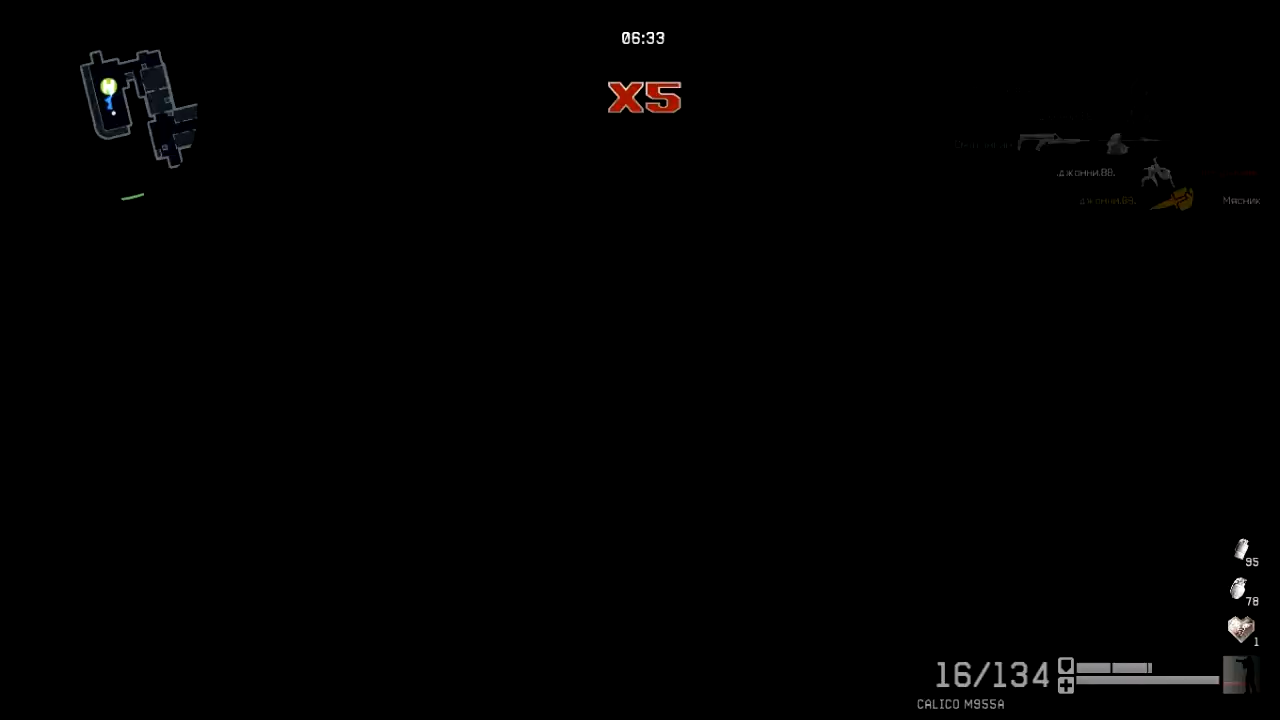 06:33
X5
.джонни.88.
.джонни.88. Мясник
95
78
1
16/134
CALICO M955A